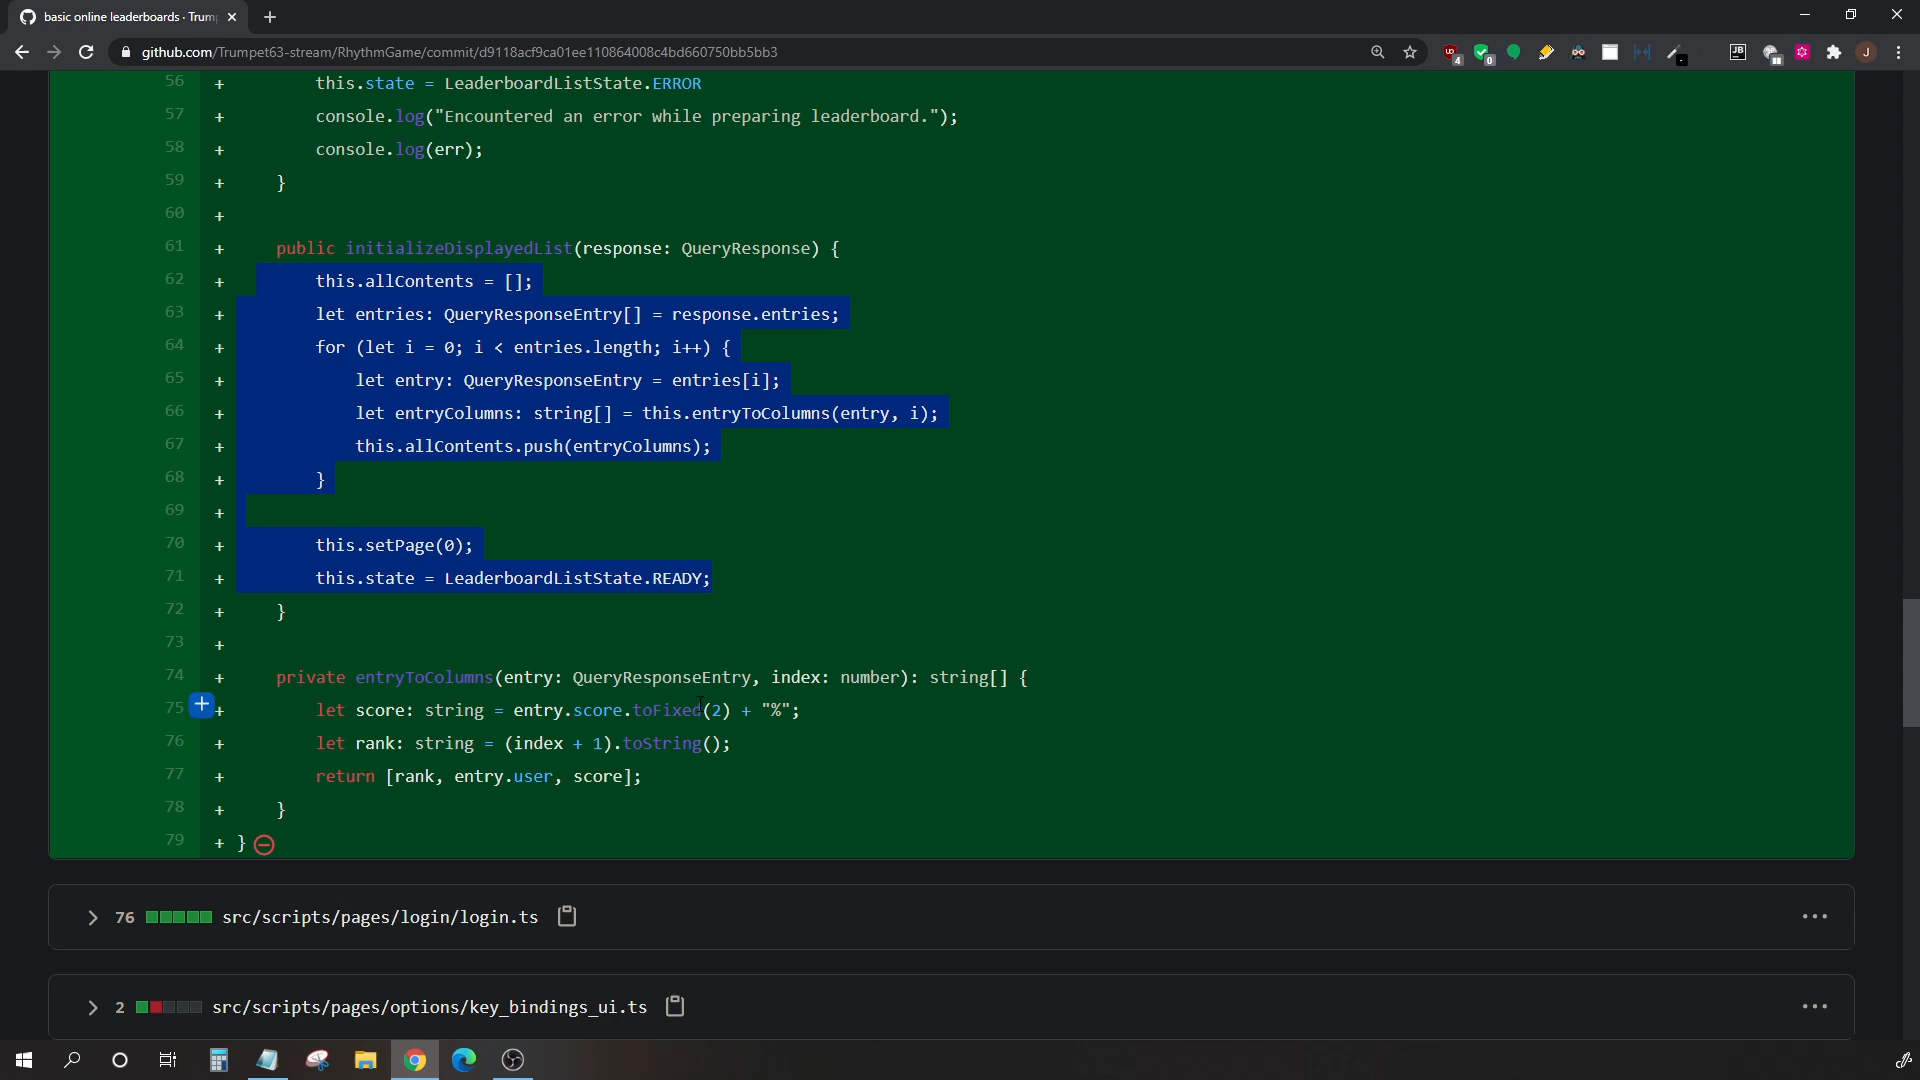 basic online leaderboards · Trump
github.com/Trumpet63-stream/RhythmGame/commit/d9118acf9ca01ee110864008c4bd660750bb5bb3
4
0
JB
J
56 + this.state = LeaderboardListState.ERROR
57 + console.log("Encountered an error while preparing leaderboard.");
58 + console.log(err);
59 + }
60 +
61 + public initializeDisplayedList(response: QueryResponse) {
62 + this.allContents = [];
63 + let entries: QueryResponseEntry[] = response.entries;
64 + for (let i = 0; i < entries.length; i++) {
65 + let entry: QueryResponseEntry = entries[i];
66 + let entryColumns: string[] = this.entryToColumns(entry, i);
67 + this.allContents.push(entryColumns);
68 + }
69 +
70 + this.setPage(0);
71 + this.state = LeaderboardListState.READY;
72 + }
73 +
74 + private entryToColumns(entry: QueryResponseEntry, index: number): string[] {
75 + let score: string = entry.score.toFixed(2) + "%";
76 + let rank: string = (index + 1).toString();
77 + return [rank, entry.user, score];
78 + }
79 + }
76 src/scripts/pages/login/login.ts
2 src/scripts/pages/options/key_bindings_ui.ts